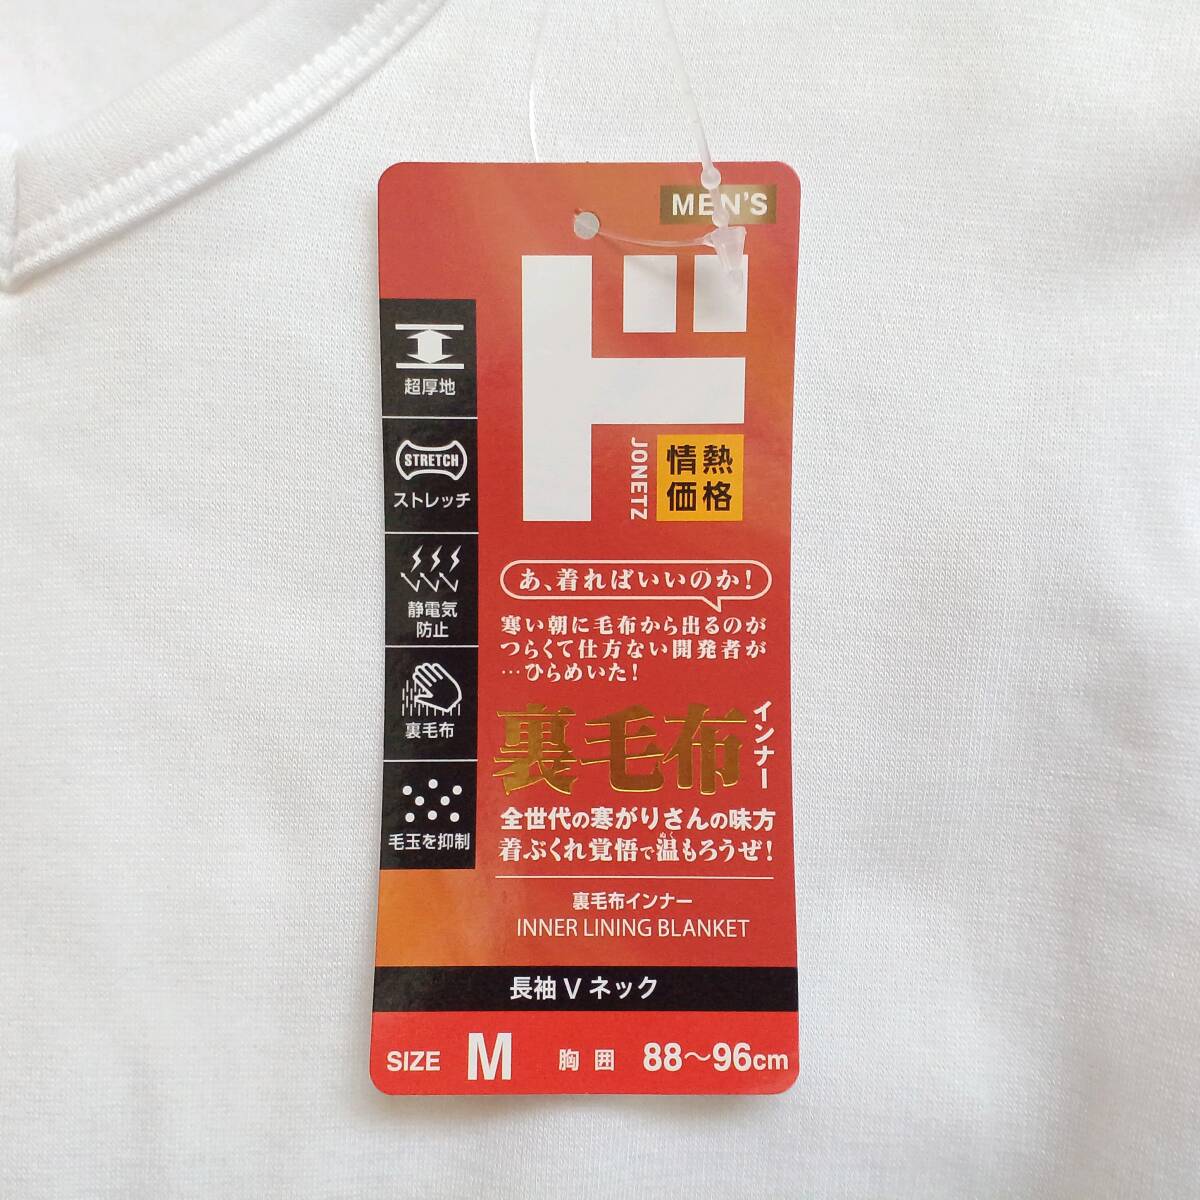 MEN'S
ド
JONETZ
情熱
価格
超厚地
STRETCH
ストレッチ
静電気
防止
裏毛布
毛玉を抑制
あ、着ればいいのか!
寒い朝に毛布から出るのが
つらくて仕方ない開発者が
…ひらめいた!
裏毛布インナー
全世代の寒がりさんの味方
着ぶくれ覚悟で温もろうぜ!
ぬく
裏毛布インナー
INNER LINING BLANKET
長袖 V ネック
SIZE M 胸囲 88～96cm